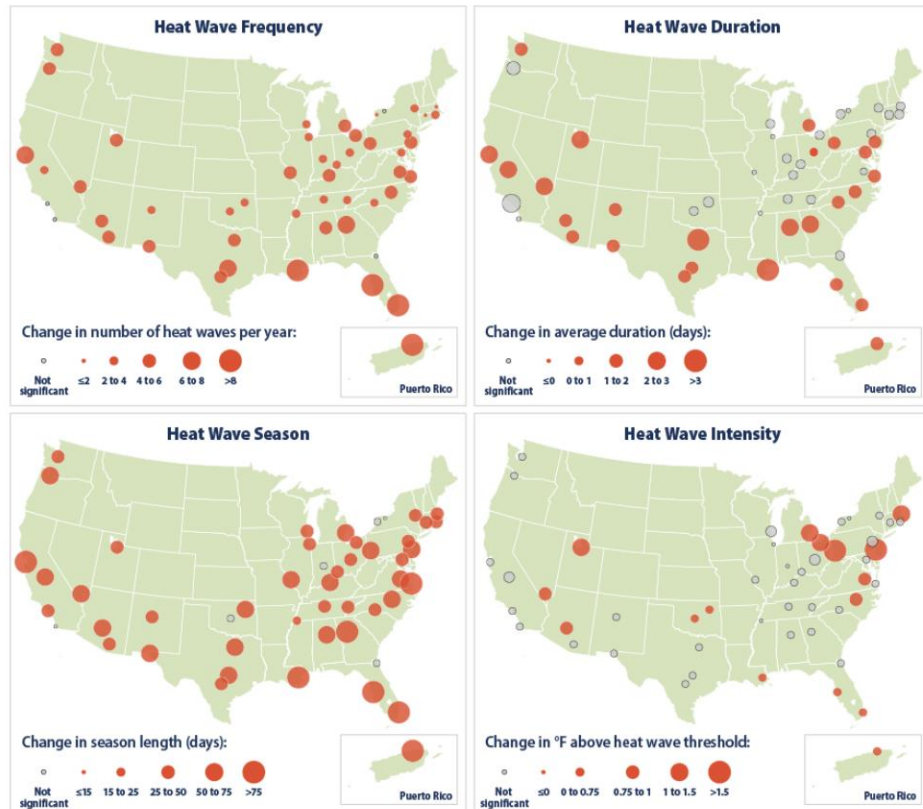 Heat Wave Frequency
Change in number of heat waves per year:
Not significant
≤2
2 to 4
4 to 6
6 to 8
>8
Puerto Rico
Heat Wave Duration
Change in average duration (days):
Not significant
≤0
0 to 1
1 to 2
2 to 3
>3
Puerto Rico
Heat Wave Season
Change in season length (days):
Not significant
≤15
15 to 25
25 to 50
50 to 75
>75
Puerto Rico
Heat Wave Intensity
Change in °F above heat wave threshold:
Not significant
≤0
0 to 0.75
0.75 to 1
1 to 1.5
>1.5
Puerto Rico